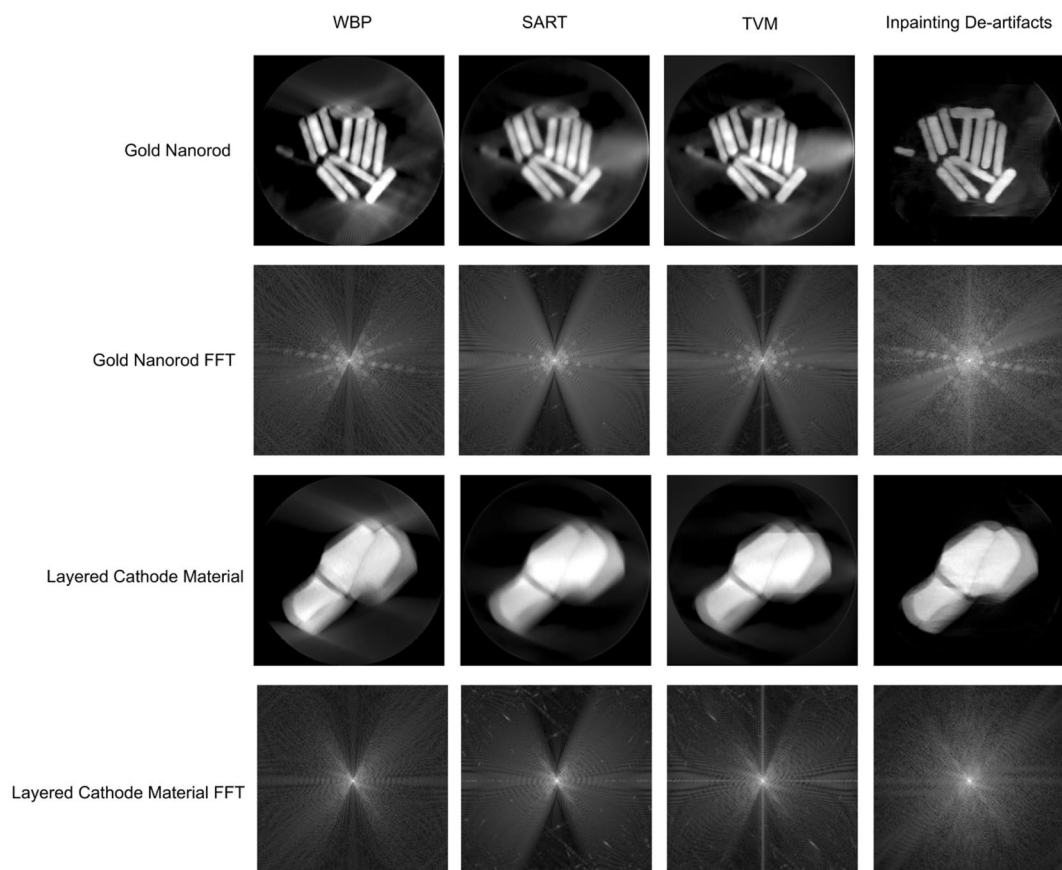 WBP SART TVM Inpainting De-artifacts
Gold Nanorod
Gold Nanorod FFT
Layered Cathode Material
Layered Cathode Material FFT